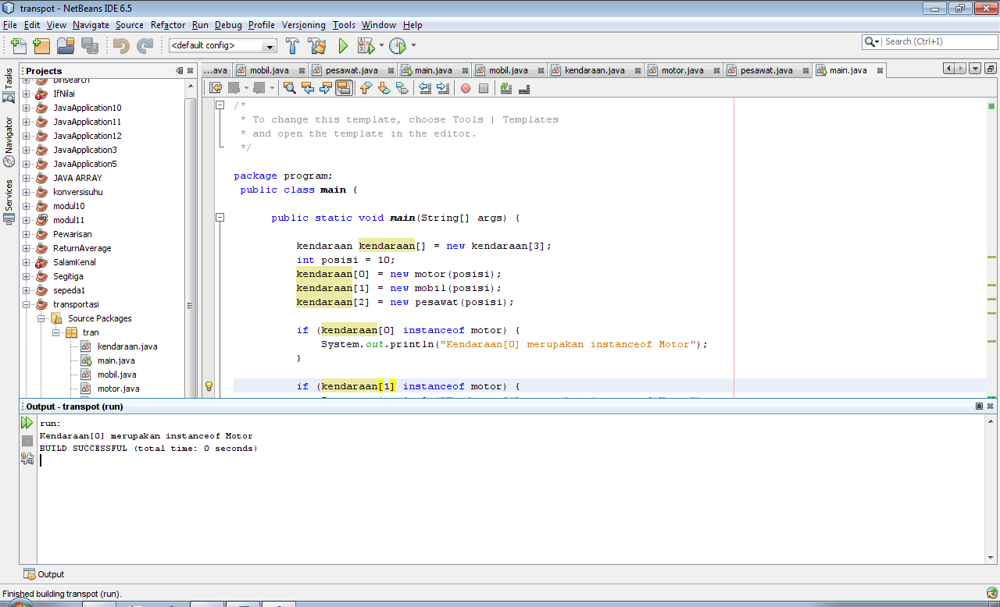 transpot - NetBeans IDE 6.5
File Edit View Navigate Source Refactor Run Debug Profile Versioning Tools Window Help
<default config>
Search (Ctrl+I)
Tasks
Navigator
Services
Projects
binsearch
IfNilai
JavaApplication10
JavaApplication11
JavaApplication12
JavaApplication3
JavaApplication5
JAVA ARRAY
konversisuhu
modul10
modul11
Pewarisan
ReturnAverage
SalamKenal
Segitiga
sepeda1
transportasi
Source Packages
tran
kendaraan.java
main.java
mobil.java
motor.java
...ava mobil.java pesawat.java main.java mobil.java kendaraan.java motor.java pesawat.java main.java
/*
* To change this template, choose Tools | Templates
* and open the template in the editor.
*/
package program;
public class main {
public static void main(String[] args) {
kendaraan kendaraan[] = new kendaraan[3];
int posisi = 10;
kendaraan[0] = new motor(posisi);
kendaraan[1] = new mobil(posisi);
kendaraan[2] = new pesawat(posisi);
if (kendaraan[0] instanceof motor) {
System.out.println("Kendaraan[0] merupakan instanceof Motor");
}
if (kendaraan[1] instanceof motor) {
Output - transpot (run)
run:
Kendaraan[0] merupakan instanceof Motor
BUILD SUCCESSFUL (total time: 0 seconds)
Output
Finished building transpot (run).